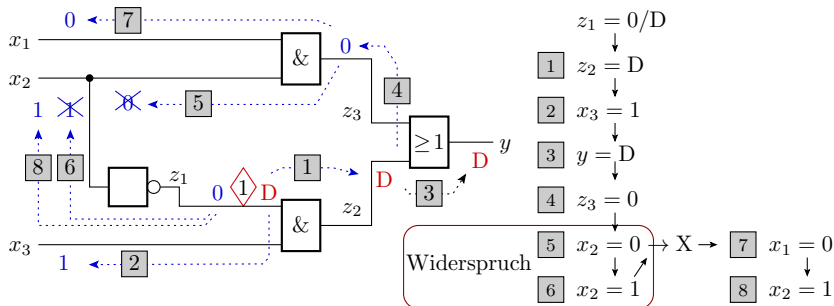 0 7
x₁
& 0
x₂
1 1 0 5 4
z₃
≥1 y
8 6 z₁ 0 1 D 1 D 3 D
& z₂
x₃
1 2
z₁ = 0/D
1 z₂ = D
2 x₃ = 1
3 y = D
4 z₃ = 0
Widerspruch
5 x₂ = 0 → X → 7 x₁ = 0
6 x₂ = 1 8 x₂ = 1